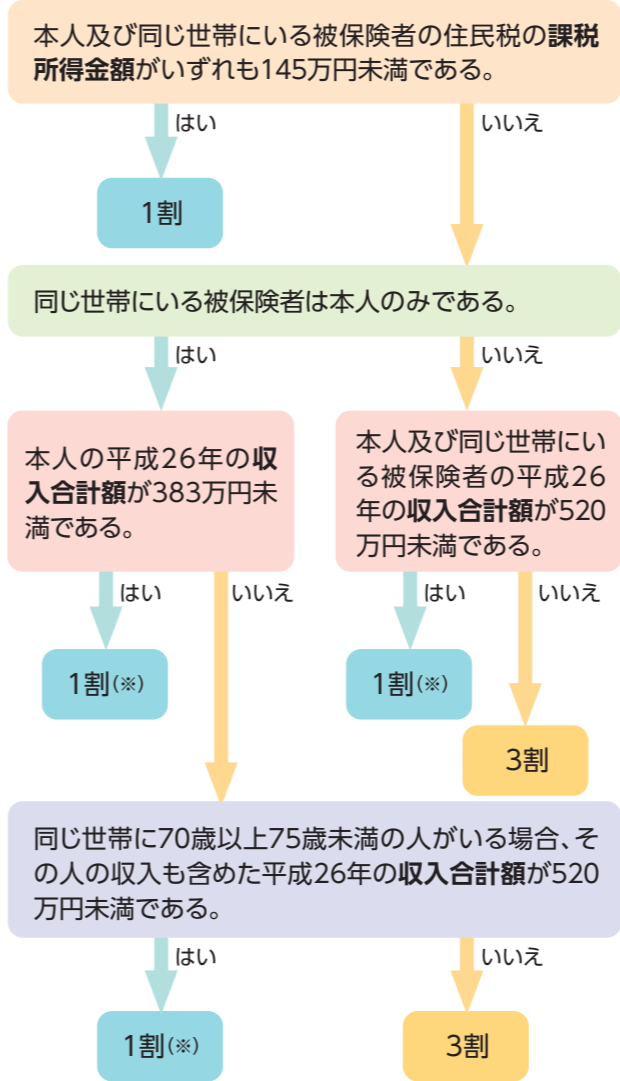 本人及び同じ世帯にいる被保険者の住民税の課税
所得金額がいずれも145万円未満である。
はい
いいえ
1割
同じ世帯にいる被保険者は本人のみである。
はい
いいえ
本人の平成26年の収
入合計額が383万円未
満である。
本人及び同じ世帯にい
る被保険者の平成26
年の収入合計額が520
万円未満である。
はい
いいえ
はい
いいえ
1割(※)
1割(※)
3割
同じ世帯に70歳以上75歳未満の人がいる場合、そ
の人の収入も含めた平成26年の収入合計額が520
万円未満である。
はい
いいえ
1割(※)
3割